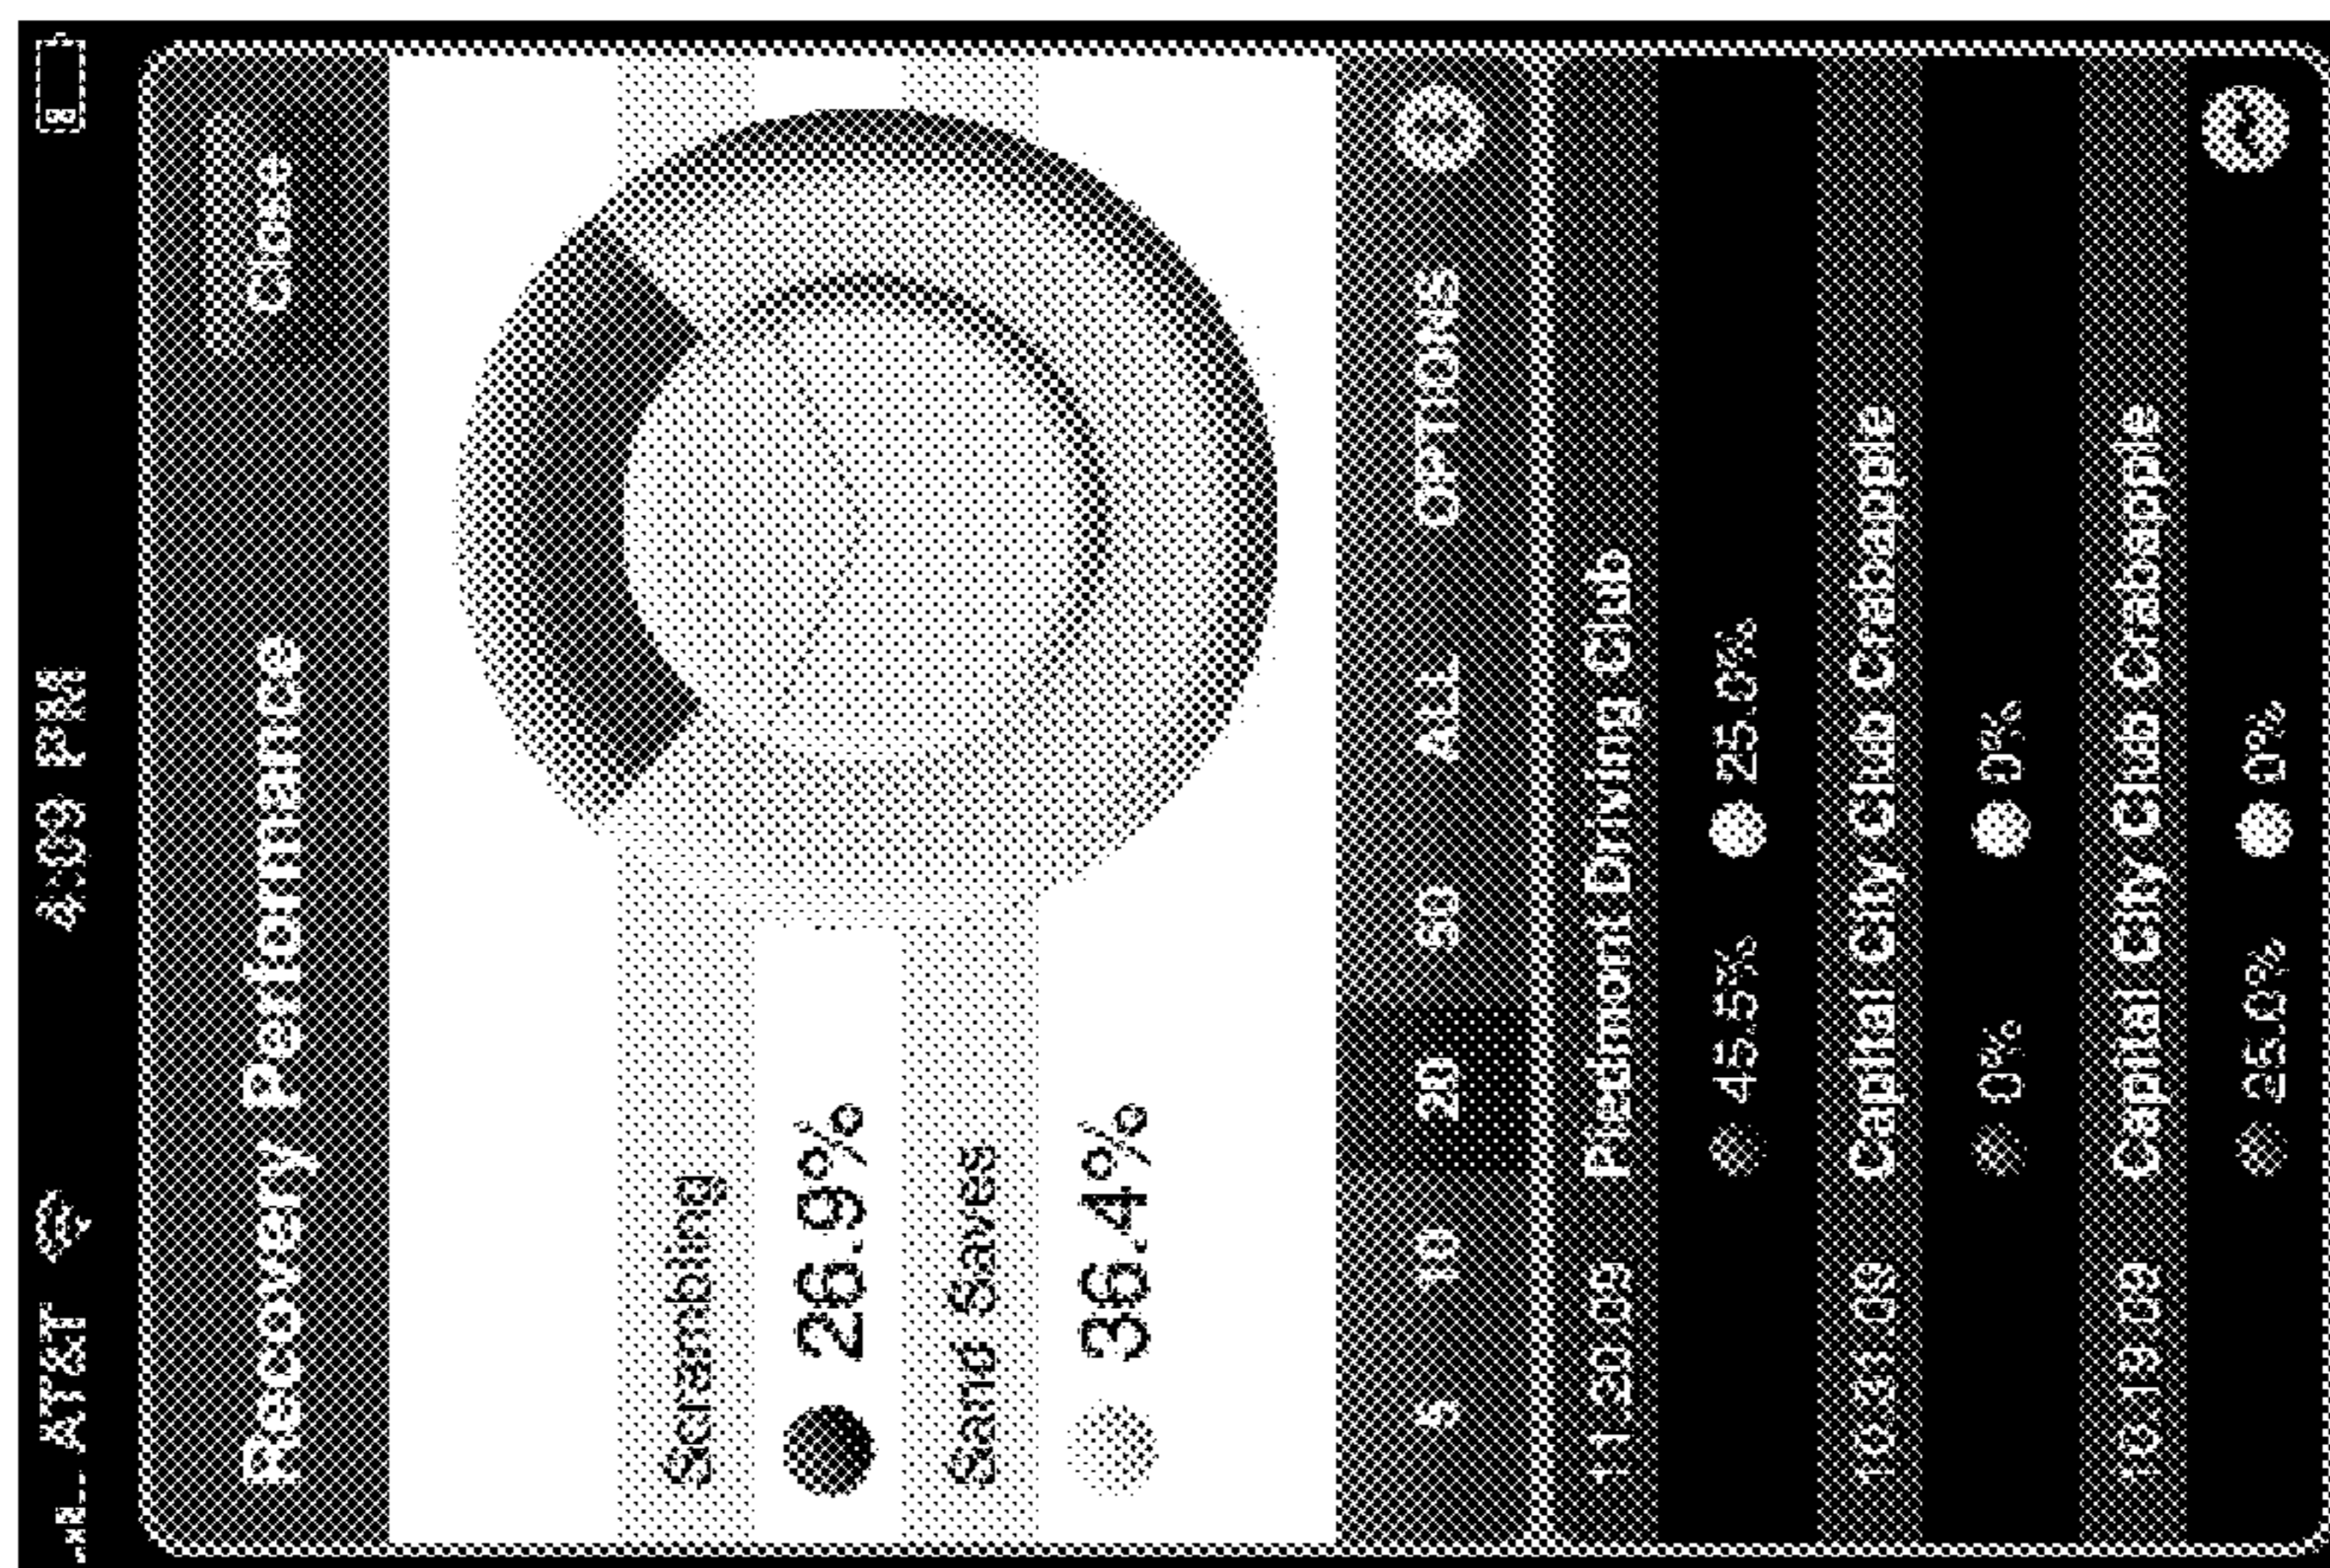 AT&T 4:09 PM
Recovery Performance Close
Scrambling
26.9%
Sand Saves
36.4%
5 10 20 50 ALL OPTIONS
11.30.09 Piedmont Driving Club
45.5% 25.0%
10.31.09 Capital City Club Crabapple
0% 0%
10.19.09 Capital City Club Crabapple
25.0% 0%